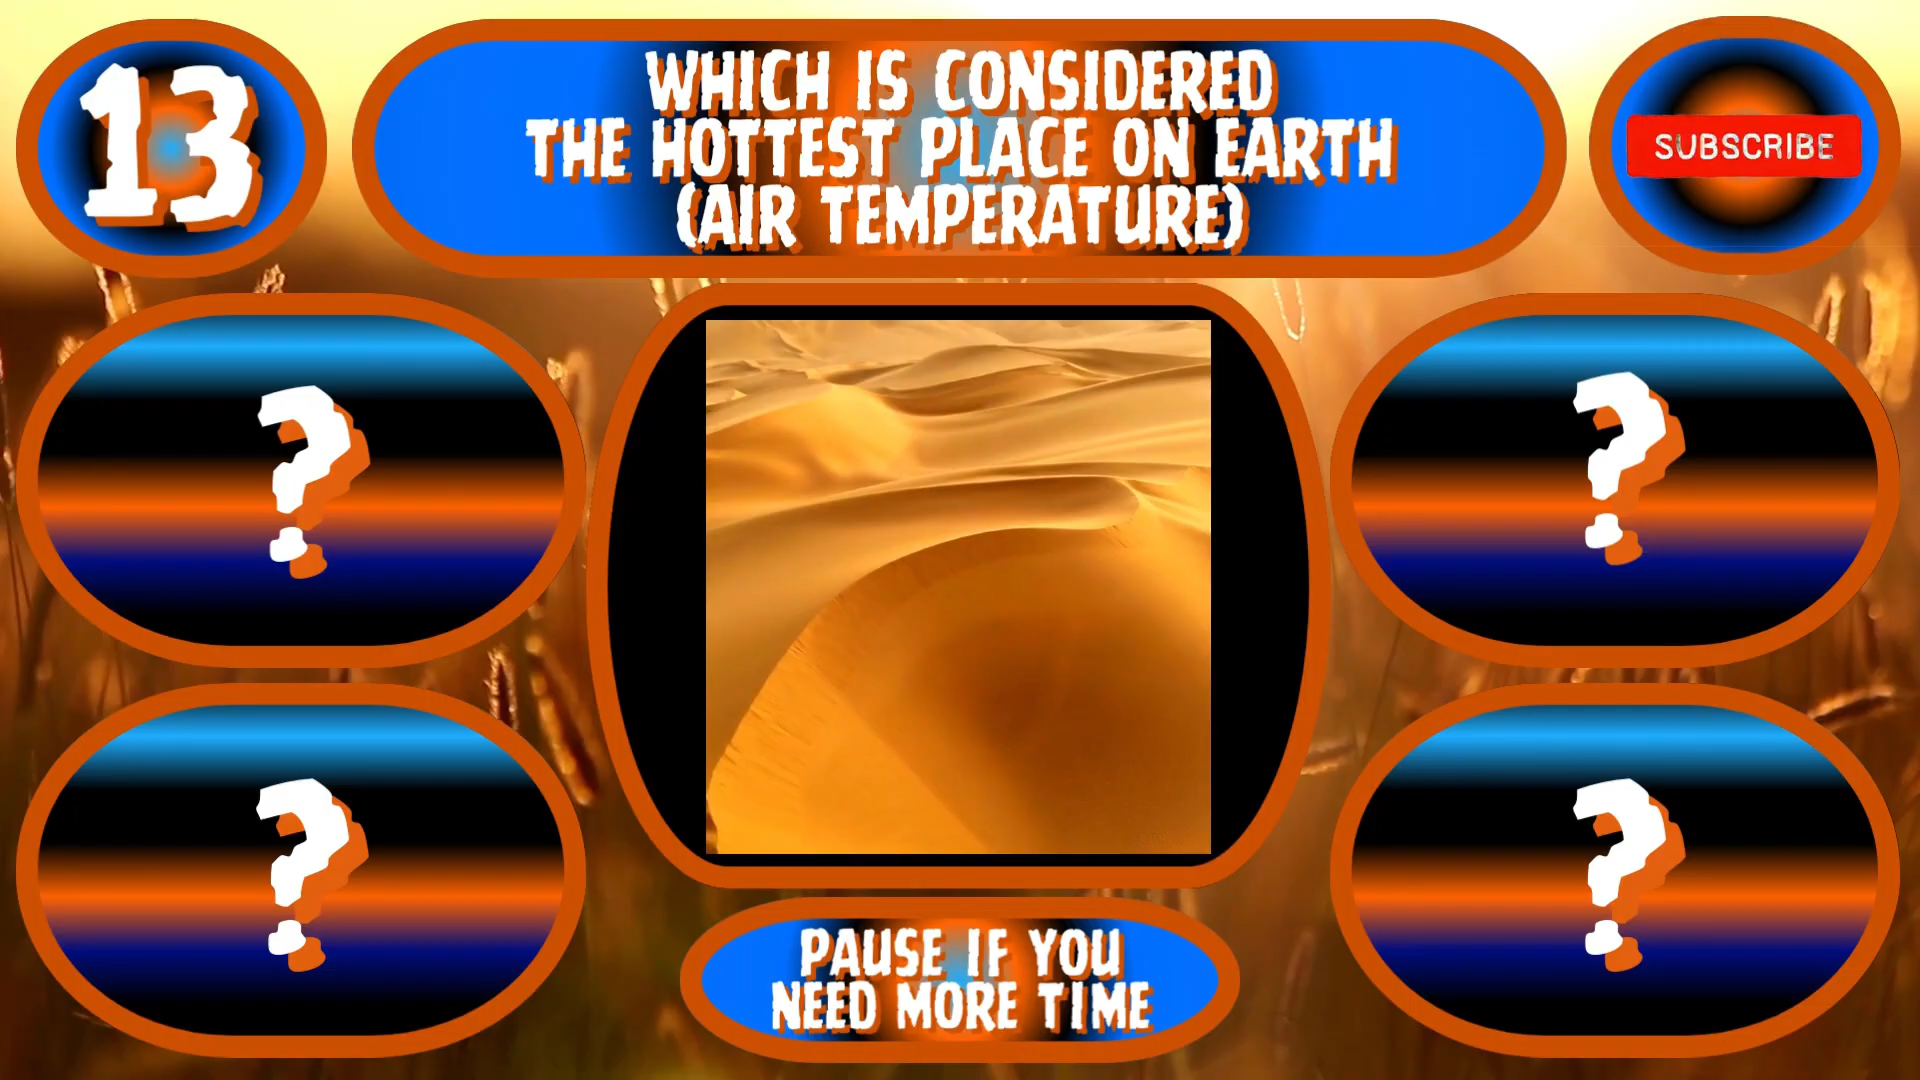 13
WHICH IS CONSIDERED
THE HOTTEST PLACE ON EARTH
(AIR TEMPERATURE)
SUBSCRIBE
?
?
?
?
PAUSE IF YOU
NEED MORE TIME